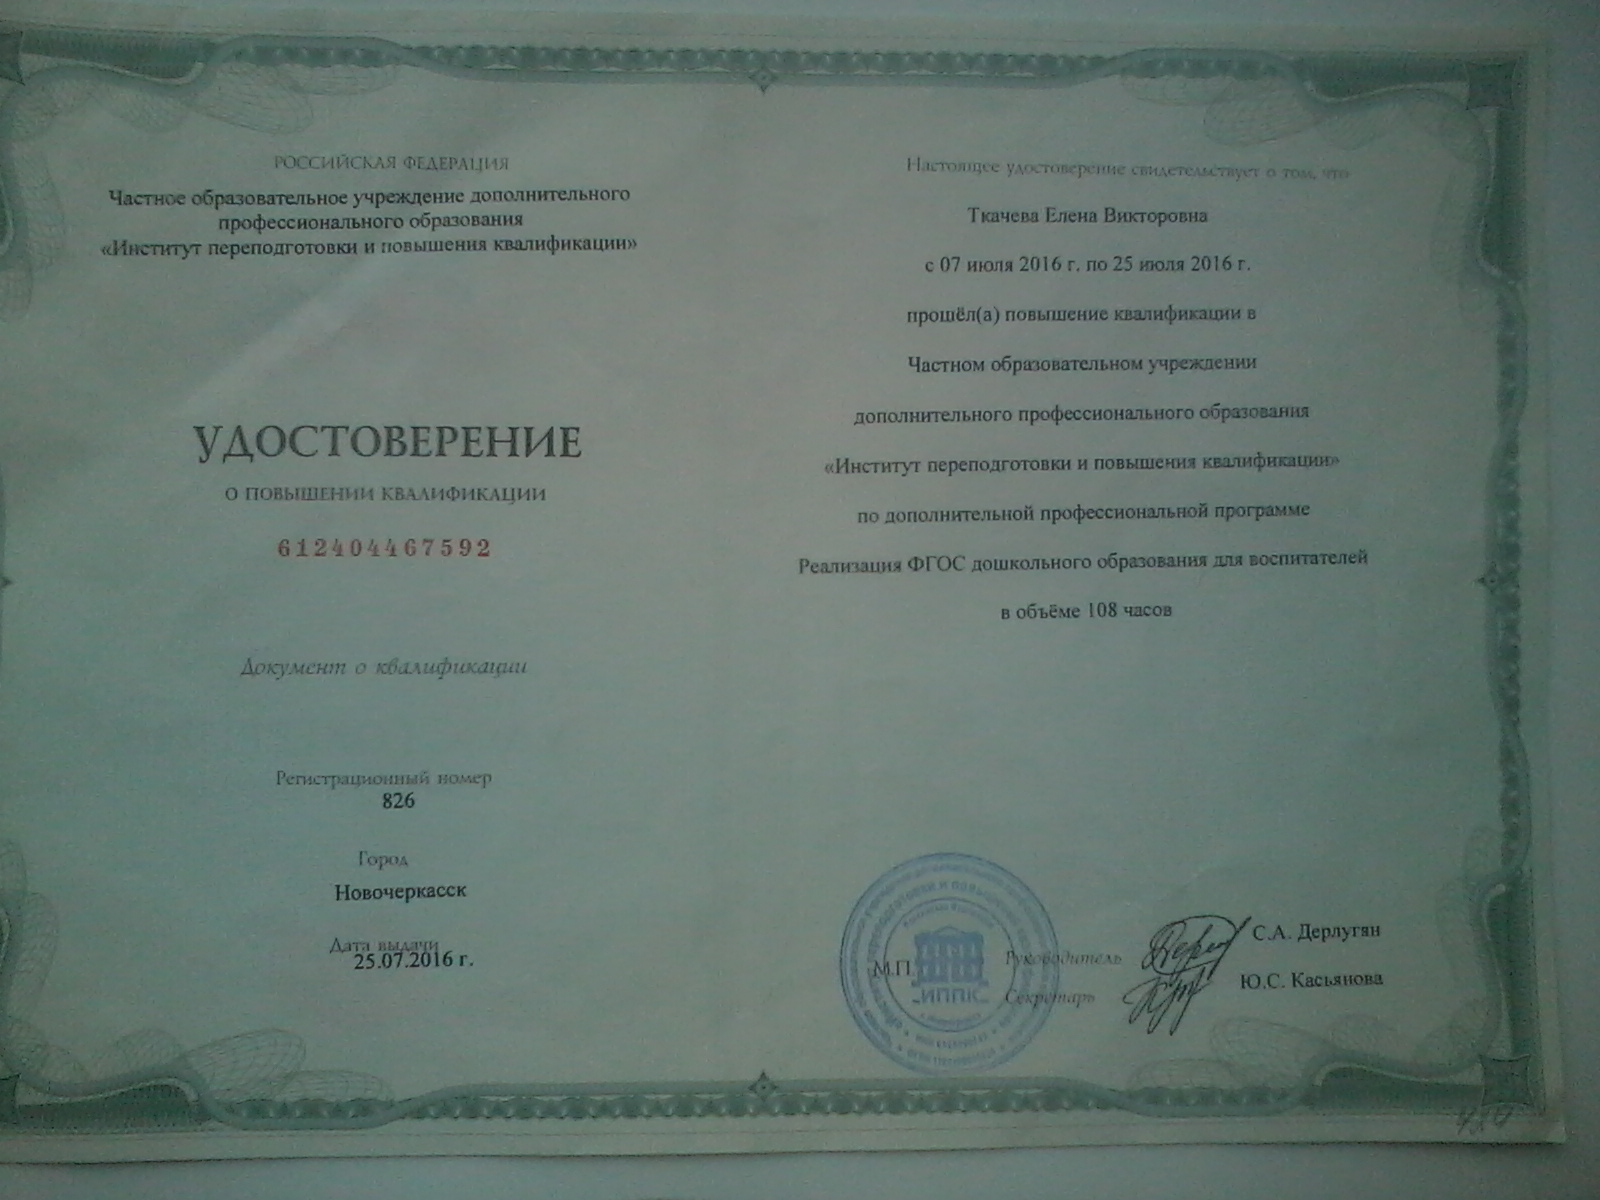 РОССИЙСКАЯ ФЕДЕРАЦИЯ
Частное образовательное учреждение дополнительного
профессионального образования
«Институт переподготовки и повышения квалификации»
УДОСТОВЕРЕНИЕ
О ПОВЫШЕНИИ КВАЛИФИКАЦИИ
612404467592
Документ о квалификации
Регистрационный номер
826
Город
Новочеркасск
Дата выдачи
25.07.2016 г.
Настоящее удостоверение свидетельствует о том, что
Ткачева Елена Викторовна
с 07 июля 2016 г. по 25 июля 2016 г.
прошёл(а) повышение квалификации в
Частном образовательном учреждении
дополнительного профессионального образования
«Институт переподготовки и повышения квалификации»
по дополнительной профессиональной программе
Реализация ФГОС дошкольного образования для воспитателей
в объёме 108 часов
М.П.
ИППК
Руководитель
С.А. Дерлугян
Секретарь
Ю.С. Касьянова